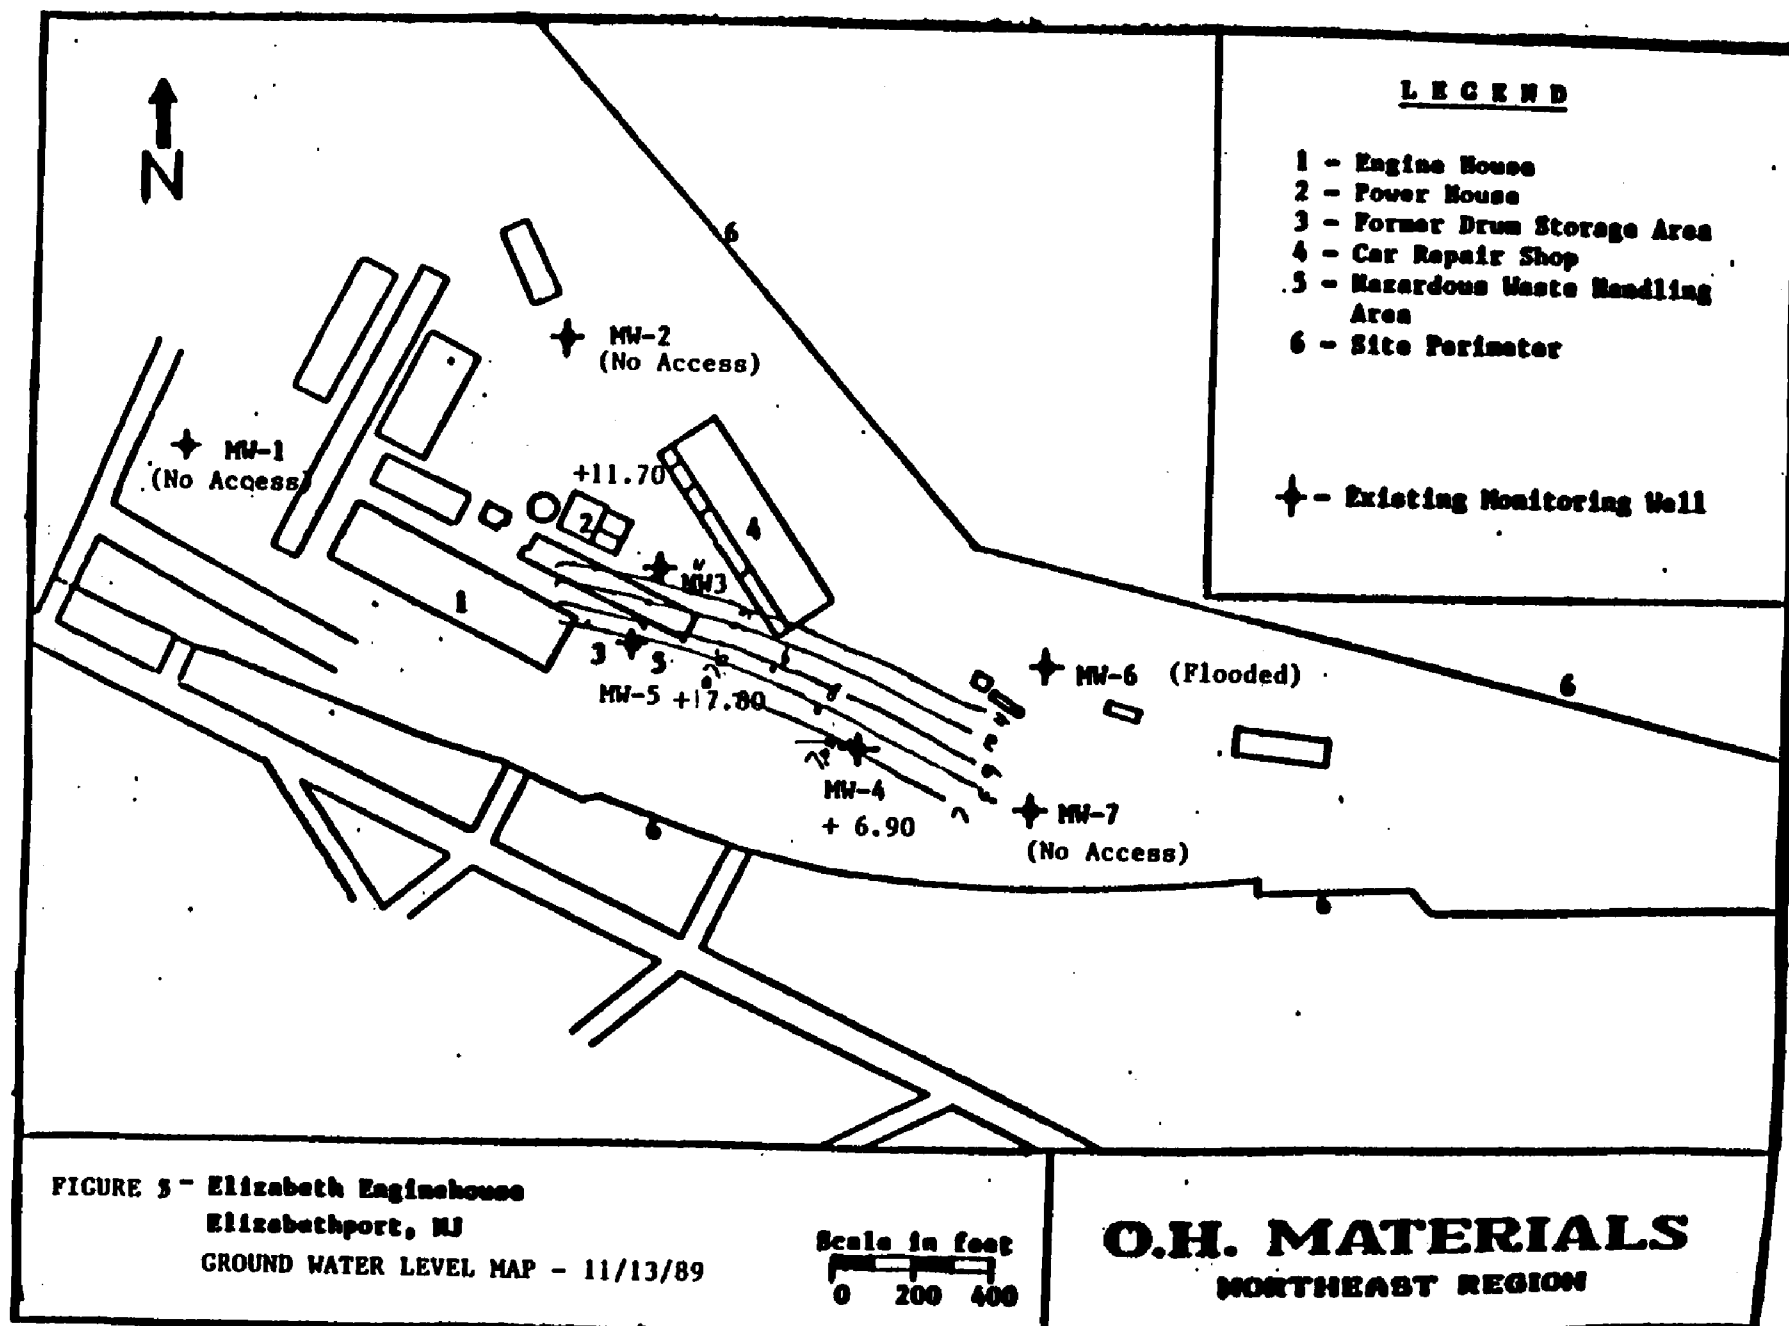 N
LEGEND
1 - Engine House
2 - Power House
3 - Former Drum Storage Area
4 - Car Repair Shop
5 - Hazardous Waste Handling
Area
6 - Site Perimeter
- Existing Monitoring Well
6
MW-2
(No Access)
MW-1
(No Access)
+11.70
2
4
MW3
1
3
5
MW-5 +17.80
8
MW-6 (Flooded)
6
MW-4
+ 6.90
MW-7
(No Access)
6
6
FIGURE 5 - Elizabeth Enginehouse
Elizabethport, NJ
GROUND WATER LEVEL MAP - 11/13/89
Scale in feet
0 200 400
O.H. MATERIALS
NORTHEAST REGION